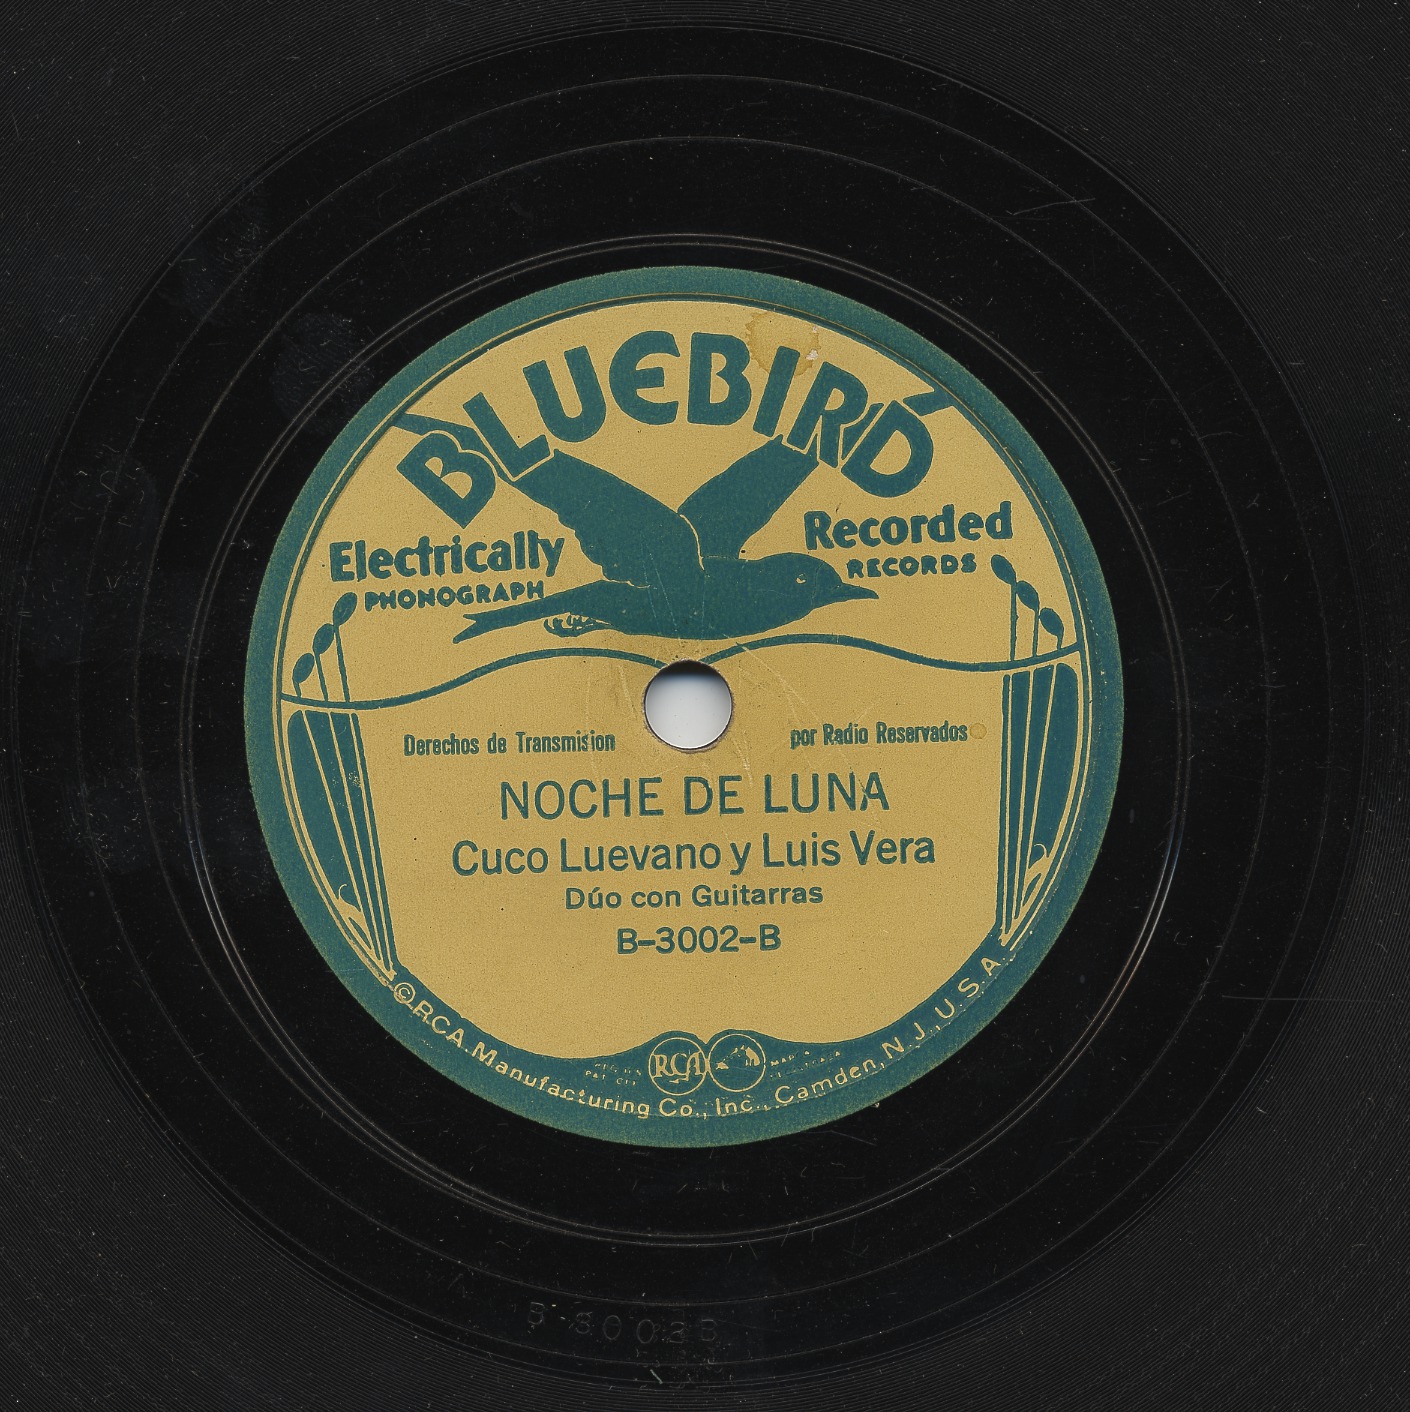 BLUEBIRD
Electrically Recorded
PHONOGRAPH RECORDS
Derechos de Transmision por Radio Reservados
NOCHE DE LUNA
Cuco Luevano y Luis Vera
Dúo con Guitarras
B-3002-B
RCA
© RCA Manufacturing Co., Inc., Camden, N. J., U.S.A.